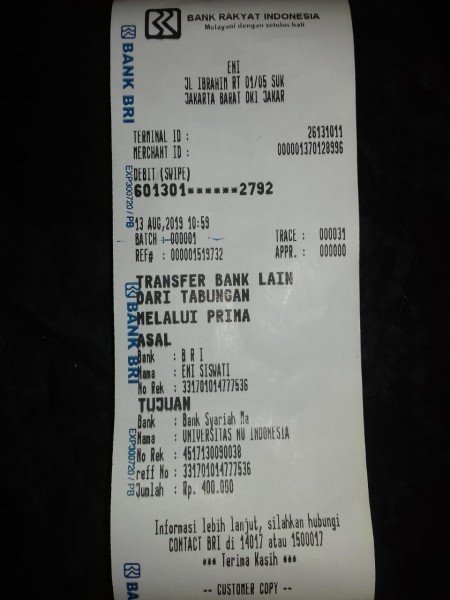 BANK RAKYAT INDONESIA
Melayani dengan setulus hati
ENI
JL IBRAHIM RT 01/05 SUK
JAKARTA BARAT DKI JAKAR
TERMINAL ID : 26131011
MERCHANT ID : 000001370128996
DEBIT (SWIPE)
601301******2792
13 AUG,2019 10:59
BATCH : 000001 TRACE : 000031
REF# : 000001519732 APPR. : 000000
TRANSFER BANK LAIN
DARI TABUNGAN
MELALUI PRIMA
ASAL
Bank : B R I
Nama : ENI SISWATI
No Rek : 331701014777536
TUJUAN
Bank : Bank Syariah Ma
Nama : UNIVERSITAS NU INDONESIA
No Rek : 4517130090038
reff No : 331701014777536
Jumlah : Rp. 400.000
Informasi lebih lanjut, silahkan hubungi
CONTACT BRI di 14017 atau 1500017
*** Terima Kasih ***
-- CUSTOMER COPY --
BANK BRI
EXP300720 / PB
BANK BRI
EXP300720 / PB